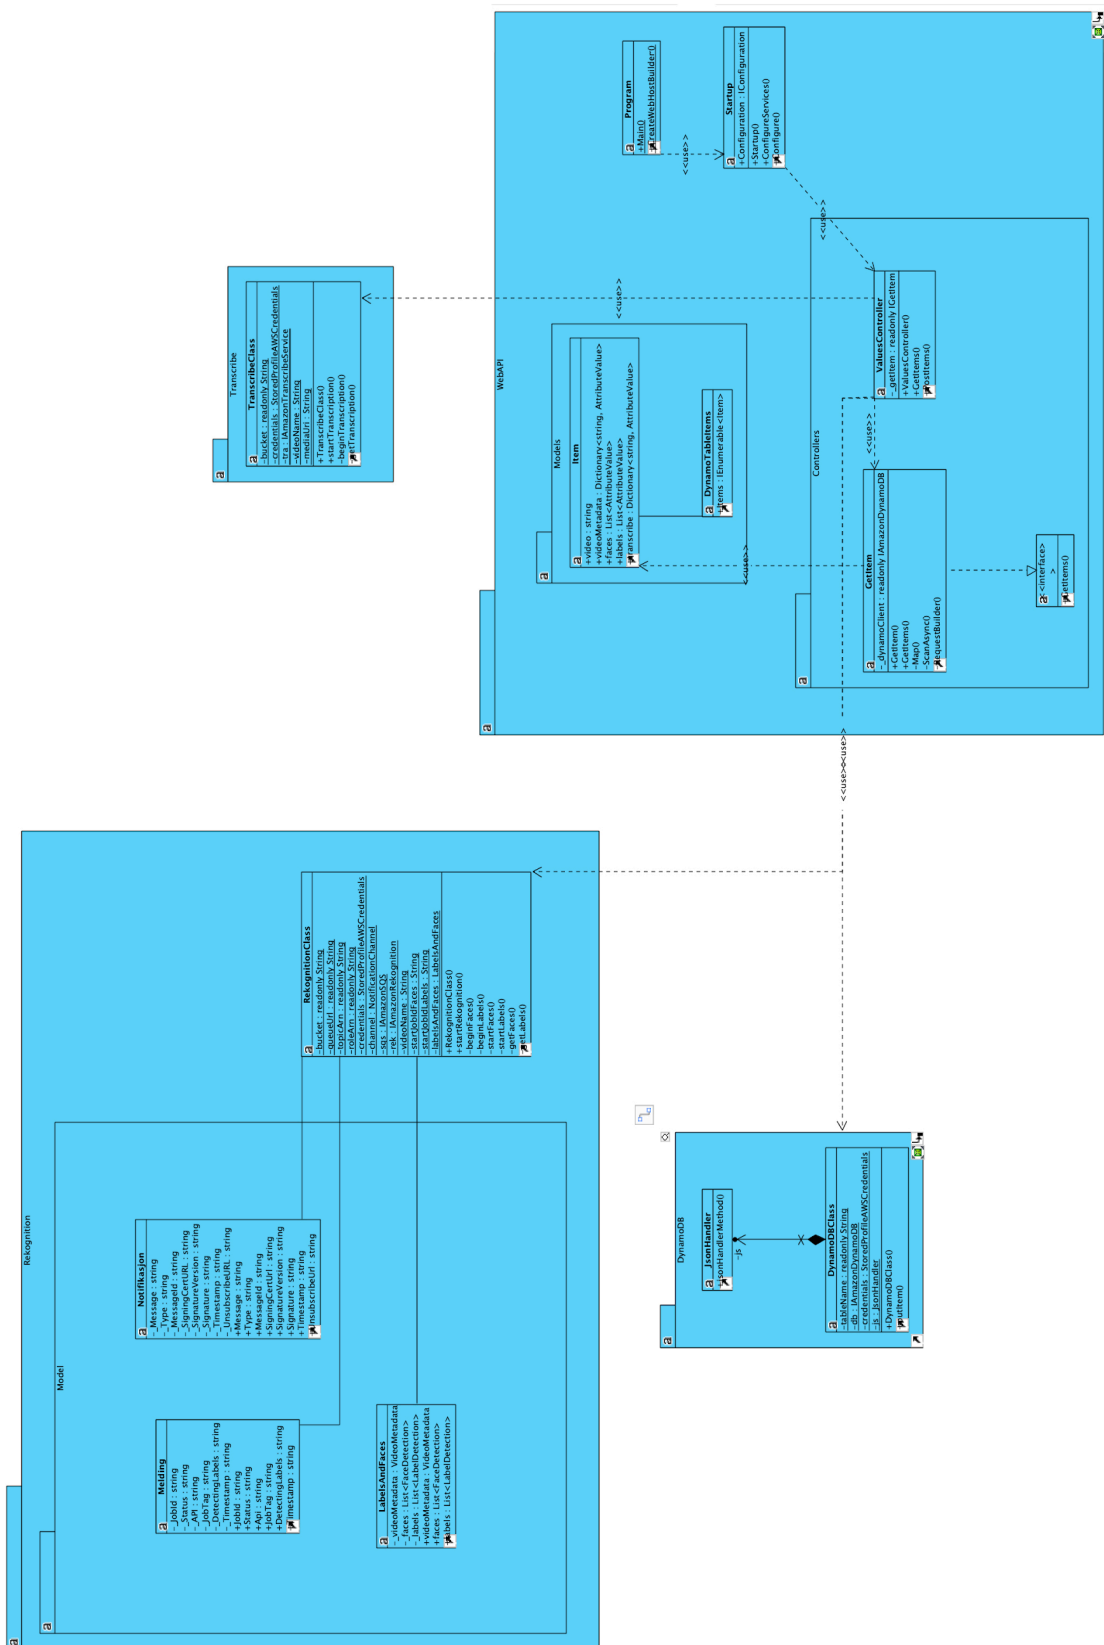 Rekognition
Model
Melding
-_JobId : string
-_Status : string
-_API : string
-_JobTag : string
-_DetectingLabels : string
-_Timestamp : string
+JobId : string
+Status : string
+Api : string
+JobTag : string
+DetectingLabels : string
+Timestamp : string
Notifikasjon
-_Message : string
-_Type : string
-_MessageId : string
-_SigningCertURL : string
-_SignatureVersion : string
-_Signature : string
-_Timestamp : string
-_UnsubscribeURL : string
+Message : string
+Type : string
+MessageId : string
+SigningCertUrl : string
+SignatureVersion : string
+Signature : string
+Timestamp : string
+UnsubscribeUrl : string
LabelsAndFaces
-_videoMetadata : VideoMetadata
-_faces : List<FaceDetection>
-_labels : List<LabelDetection>
+videoMetadata : VideoMetadata
+faces : List<FaceDetection>
+labels : List<LabelDetection>
RekognitionClass
-bucket : readonly String
-queueUrl : readonly String
-topicArn : readonly String
-roleArn : readonly String
-credentials : StoredProfileAWSCredentials
-channel : NotificationChannel
-sqs : IAmazonSQS
-rek : IAmazonRekognition
-videoName : String
-startJobIdFaces : String
-startJobIdLabels : String
-labelsAndFaces : LabelsAndFaces
+RekognitionClass()
+startRekognition()
-beginFaces()
-beginLabels()
-startFaces()
-startLabels()
-getFaces()
-getLabels()
Transcribe
TranscribeClass
-bucket : readonly String
-credentials : StoredProfileAWSCredentials
-tra : IAmazonTranscribeService
-videoName : String
-mediaUri : String
+TranscribeClass()
+startTranscription()
-beginTranscription()
-getTranscription()
WebAPI
Models
Item
+video : string
+videoMetadata : Dictionary<string, AttributeValue>
+faces : List<AttributeValue>
+labels : List<AttributeValue>
+transcribe : Dictionary<string, AttributeValue>
DynamoTableItems
+Items : IEnumerable<Item>
Program
+Main()
+CreateWebHostBuilder()
<<use>>
Startup
+Configuration : IConfiguration
+Startup()
+ConfigureServices()
+Configure()
<<use>>
<<use>>
<<use>>
Controllers
ValuesController
-_getItem : readonly IGetItem
+ValuesController()
+GetItems()
+PostItems()
<<use>>
GetItem
-_dynamoClient : readonly IAmazonDynamoDB
+GetItem()
+GetItems()
-Map()
-ScanAsync()
-RequestBuilder()
<<interface>
>
+GetItems()
DynamoDB
JsonHandler
+JsonHandlerMethod()
-js
DynamoDBClass
-tableName : readonly String
-db : IAmazonDynamoDB
-credentials : StoredProfileAWSCredentials
-js : JsonHandler
+DynamoDBClass()
+putItem()